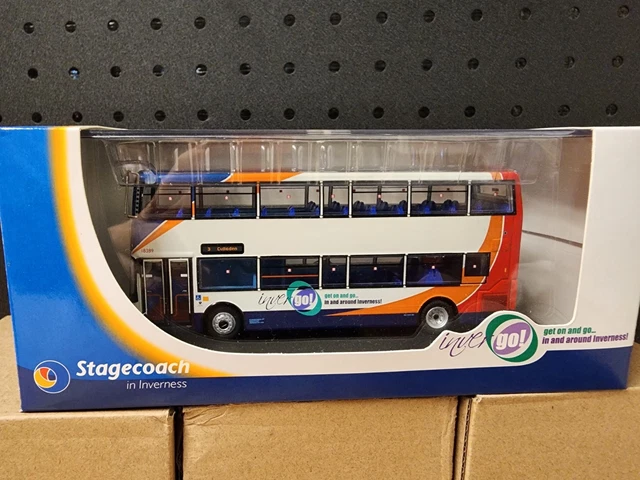 2 Culloden
inver go!
get on and go...
in and around Inverness!
Stagecoach
in Inverness
inver go!
get on and go...
in and around Inverness!